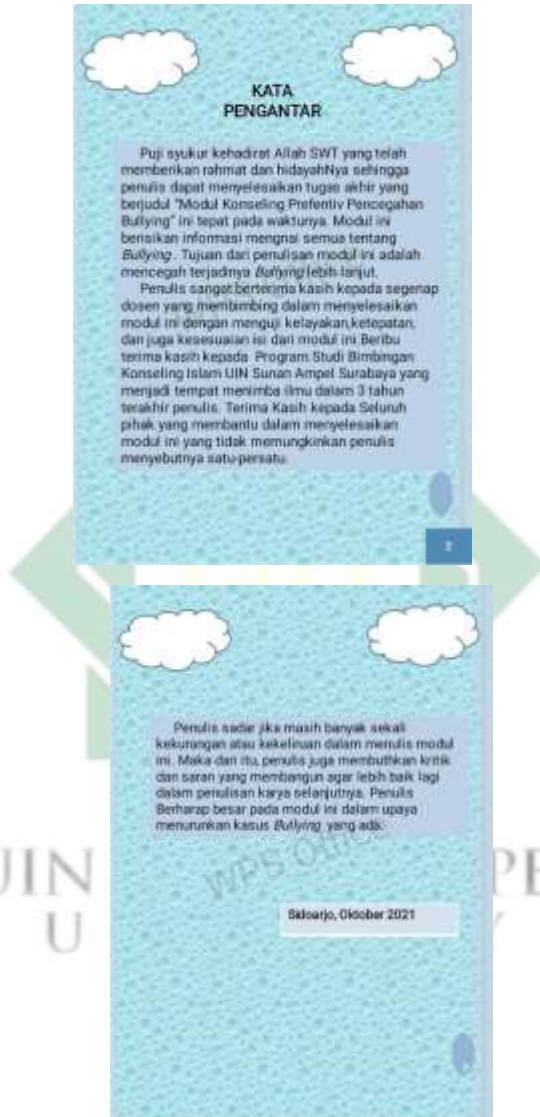 KATA
PENGANTAR
Puji syukur kehadirat Allah SWT yang telah
memberikan rahmat dan hidayahNya sehingga
penulis dapat menyelesaikan tugas akhir yang
berjudul "Modul Konseling Prefentiv Pencegahan
Bullying" ini tepat pada waktunya. Modul ini
berisikan informasi mengnai semua tentang
Bullying. Tujuan dari penulisan modul ini adalah
mencegah terjadinya Bullying lebih lanjut.
Penulis sangat berterima kasih kepada segenap
dosen yang membimbing dalam menyelesaikan
modul ini dengan menguji kelayakan,ketepatan,
dan juga kesesuaian isi dari modul ini.Beribu
terima kasih kepada Program Studi Bimbingan
Konseling Islam UIN Sunan Ampel Surabaya yang
menjadi tempat menimba ilmu dalam 3 tahun
terakhir penulis. Terima Kasih kepada Seluruh
pihak yang membantu dalam menyelesaikan
modul ini yang tidak memungkinkan penulis
menyebutnya satu-persatu.
Penulis sadar jika masih banyak sekali
kekurangan atau kekeliruan dalam menulis modul
ini. Maka dari itu, penulis juga membuthkan kritik
dan saran yang membangun agar lebih baik lagi
dalam penulisan karya selanjutnya. Penulis
Berharap besar pada modul ini dalam upaya
menurunkan kasus Bullying yang ada.
WPS Office
UIN PE
U Y
Sidoarjo, Oktober 2021